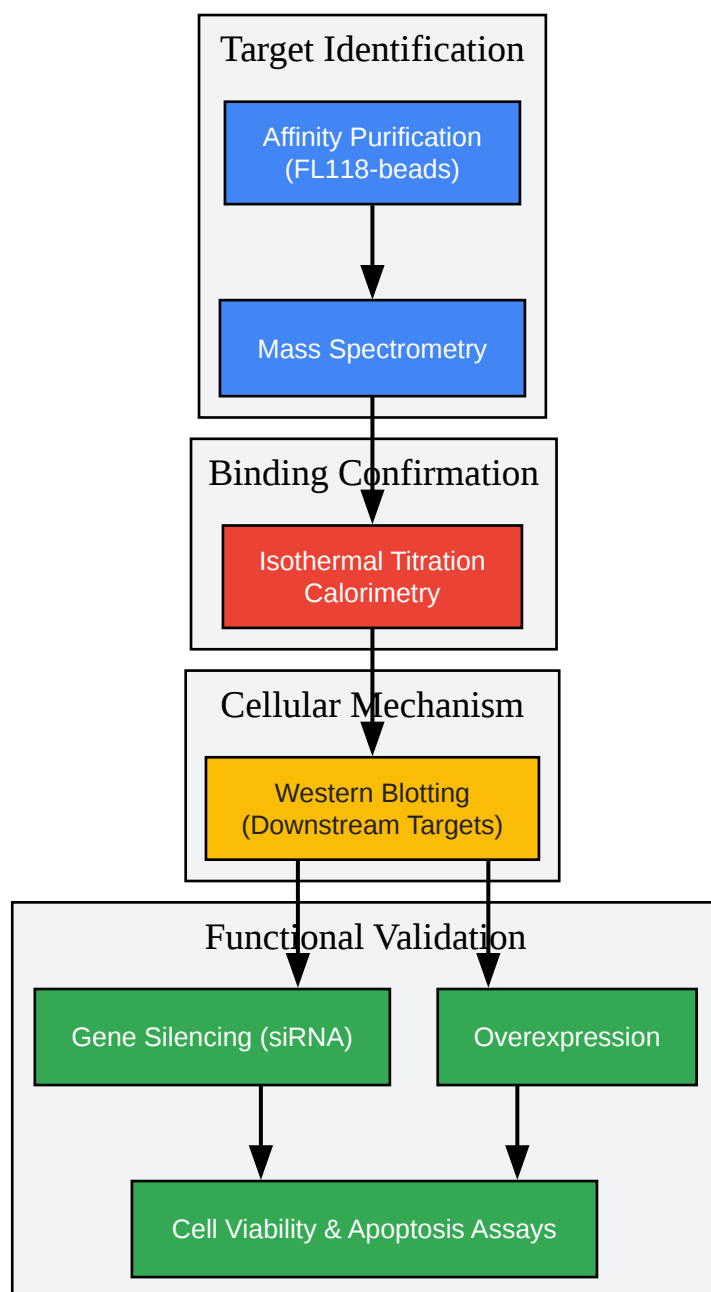 Target Identification
Affinity Purification
(FL118-beads)
Mass Spectrometry
Binding Confirmation
Isothermal Titration
Calorimetry
Cellular Mechanism
Western Blotting
(Downstream Targets)
Functional Validation
Gene Silencing (siRNA)
Overexpression
Cell Viability & Apoptosis Assays